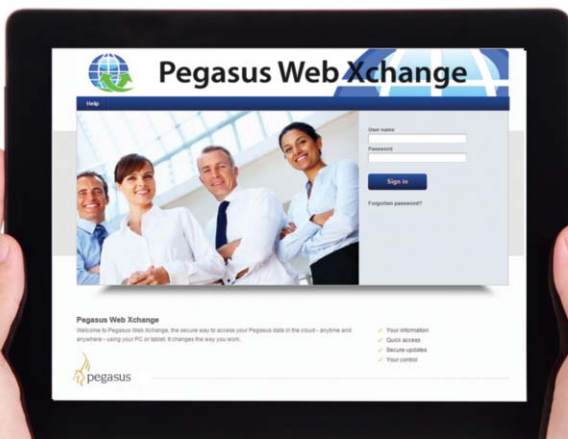 Pegasus Web Xchange
Help
User name
Password
Sign in
Forgotten password?
Pegasus Web Xchange
Welcome to Pegasus Web Xchange, the secure way to access your Pegasus data in the cloud - anytime and
anywhere - using your PC or tablet. It changes the way you work.
✓ Your information
✓ Quick access
✓ Secure updates
✓ Your control
pegasus